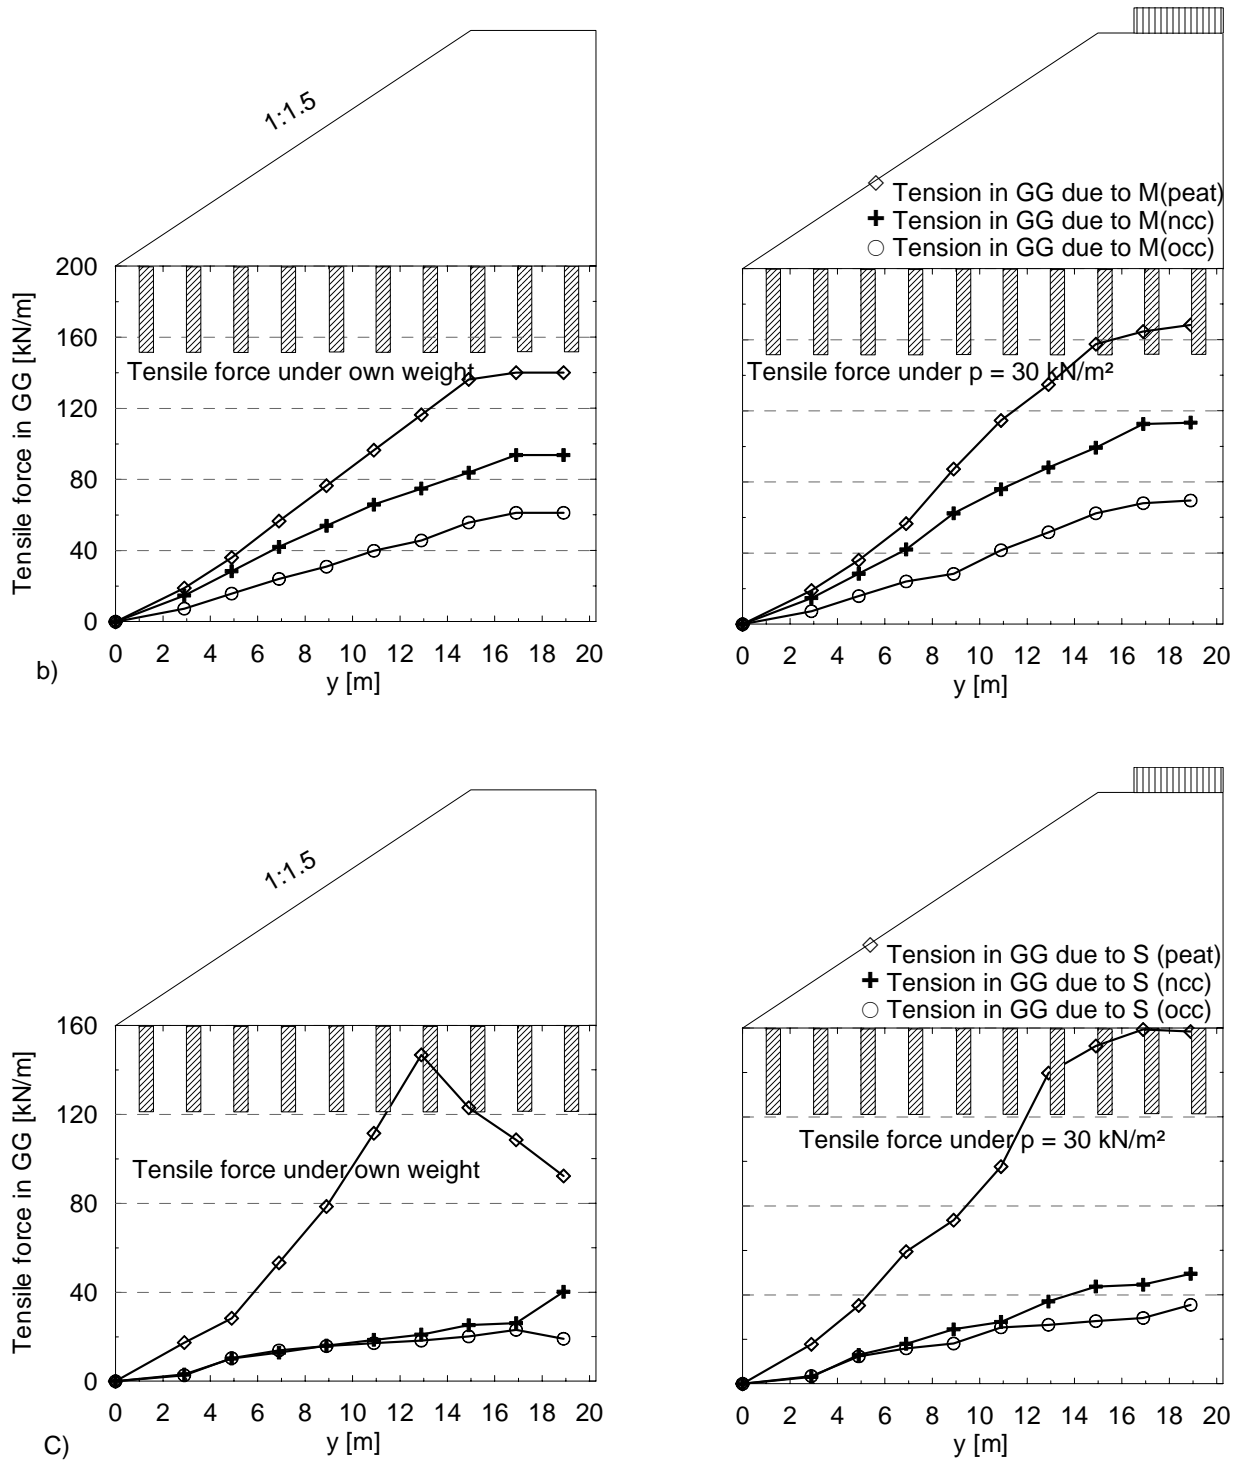 1:1.5
Tension in GG due to M(peat)
Tension in GG due to M(ncc)
Tension in GG due to M(occ)
Tensile force in GG [kN/m]
200
160
120
80
40
0
Tensile force under own weight
Tensile force under p = 30 kN/m²
0 2 4 6 8 10 12 14 16 18 20
y [m]
0 2 4 6 8 10 12 14 16 18 20
y [m]
b)
1:1.5
Tension in GG due to S (peat)
Tension in GG due to S (ncc)
Tension in GG due to S (occ)
Tensile force in GG [kN/m]
160
120
80
40
0
Tensile force under own weight
Tensile force under p = 30 kN/m²
0 2 4 6 8 10 12 14 16 18 20
y [m]
0 2 4 6 8 10 12 14 16 18 20
y [m]
C)